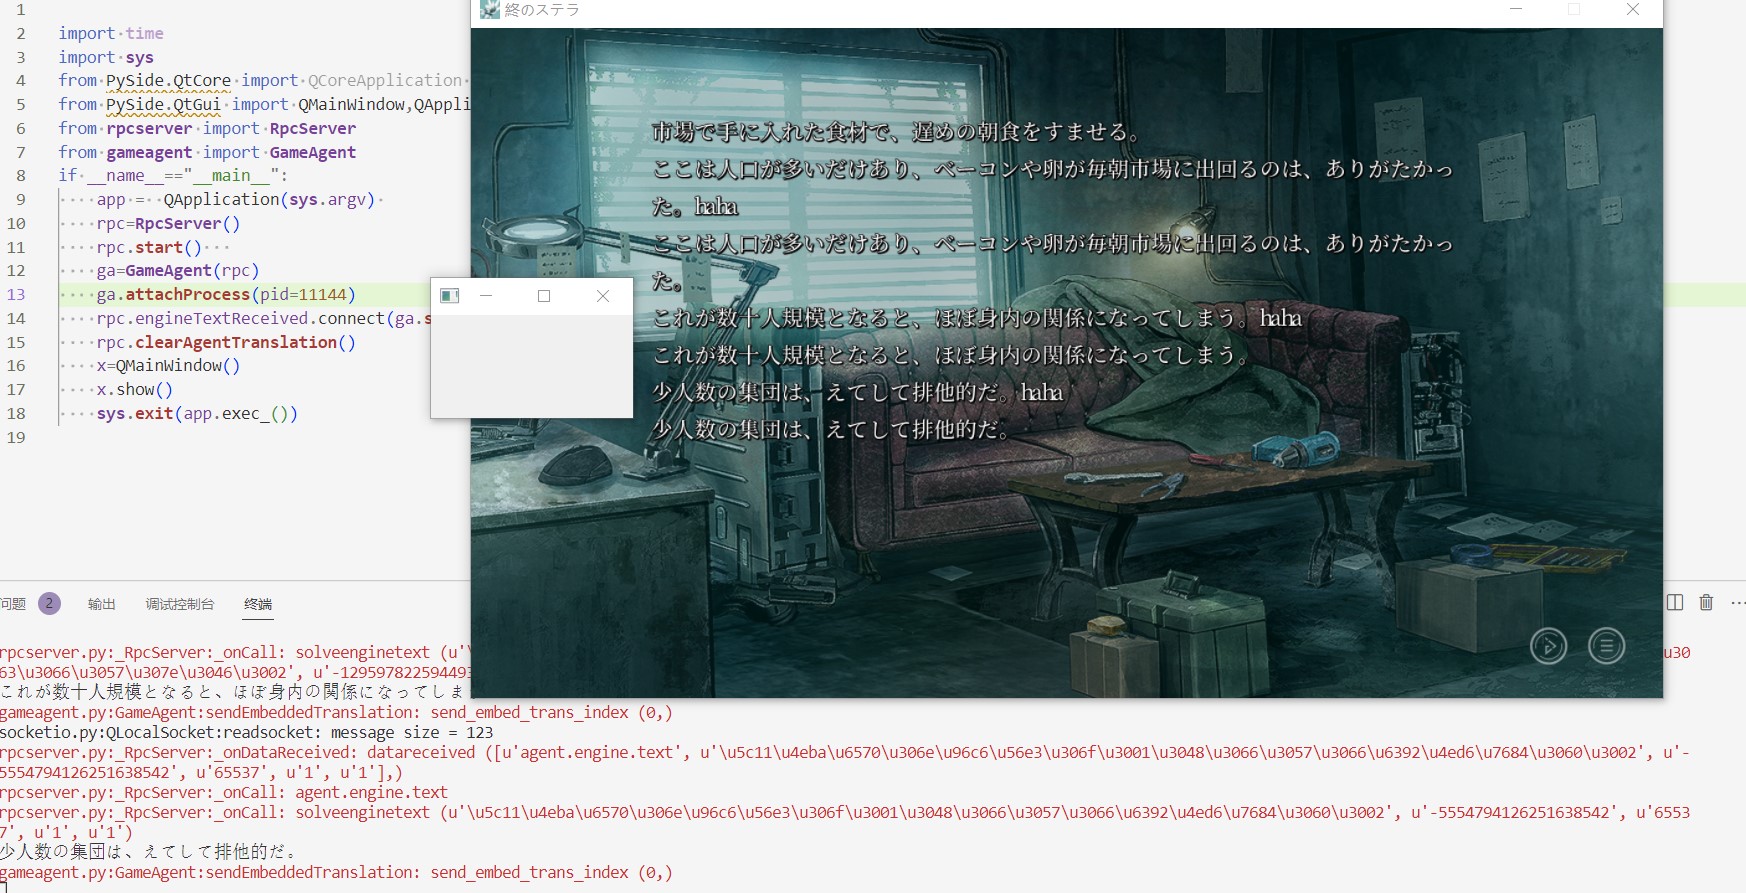 1
2 import time
3 import sys
4 from PySide.QtCore import QCoreApplication
5 from PySide.QtGui import QMainWindow,QAppli
6 from rpcserver import RpcServer
7 from gameagent import GameAgent
8 if __name__=="__main__":
9 app = QApplication(sys.argv)
10 rpc=RpcServer()
11 rpc.start()
12 ga=GameAgent(rpc)
13 ga.attachProcess(pid=11144)
14 rpc.engineTextReceived.connect(ga.s
15 rpc.clearAgentTranslation()
16 x=QMainWindow()
17 x.show()
18 sys.exit(app.exec_())
19
終のステラ
市場で手に入れた食材で、遅めの朝食をすませる。
ここは人口が多いだけあり、ベーコンや卵が毎朝市場に出回るのは、ありがたかっ
た。haha
ここは人口が多いだけあり、ベーコンや卵が毎朝市場に出回るのは、ありがたかっ
た。
これが数十人規模となると、ほぼ身内の関係になってしまう。haha
これが数十人規模となると、ほぼ身内の関係になってしまう。
少人数の集団は、えてして排他的だ。haha
少人数の集団は、えてして排他的だ。
问题 2 输出 调试控制台 终端
rpcserver.py:_RpcServer:_onCall: solveenginetext (u'\ u30
63\u3066\u3057\u307e\u3046\u3002', u'-129597822594493
これが数十人規模となると、ほぼ身内の関係になってしま
gameagent.py:GameAgent:sendEmbeddedTranslation: send_embed_trans_index (0,)
socketio.py:QLocalSocket:readsocket: message size = 123
rpcserver.py:_RpcServer:_onDataReceived: datareceived ([u'agent.engine.text', u'\u5c11\u4eba\u6570\u306e\u96c6\u56e3\u306f\u3001\u3048\u3066\u3057\u3066\u6392\u4ed6\u7684\u3060\u3002', u'-
5554794126251638542', u'65537', u'1', u'1'],)
rpcserver.py:_RpcServer:_onCall: agent.engine.text
rpcserver.py:_RpcServer:_onCall: solveenginetext (u'\u5c11\u4eba\u6570\u306e\u96c6\u56e3\u306f\u3001\u3048\u3066\u3057\u3066\u6392\u4ed6\u7684\u3060\u3002', u'-5554794126251638542', u'6553
7', u'1', u'1')
少人数の集団は、えてして排他的だ。
gameagent.py:GameAgent:sendEmbeddedTranslation: send_embed_trans_index (0,)